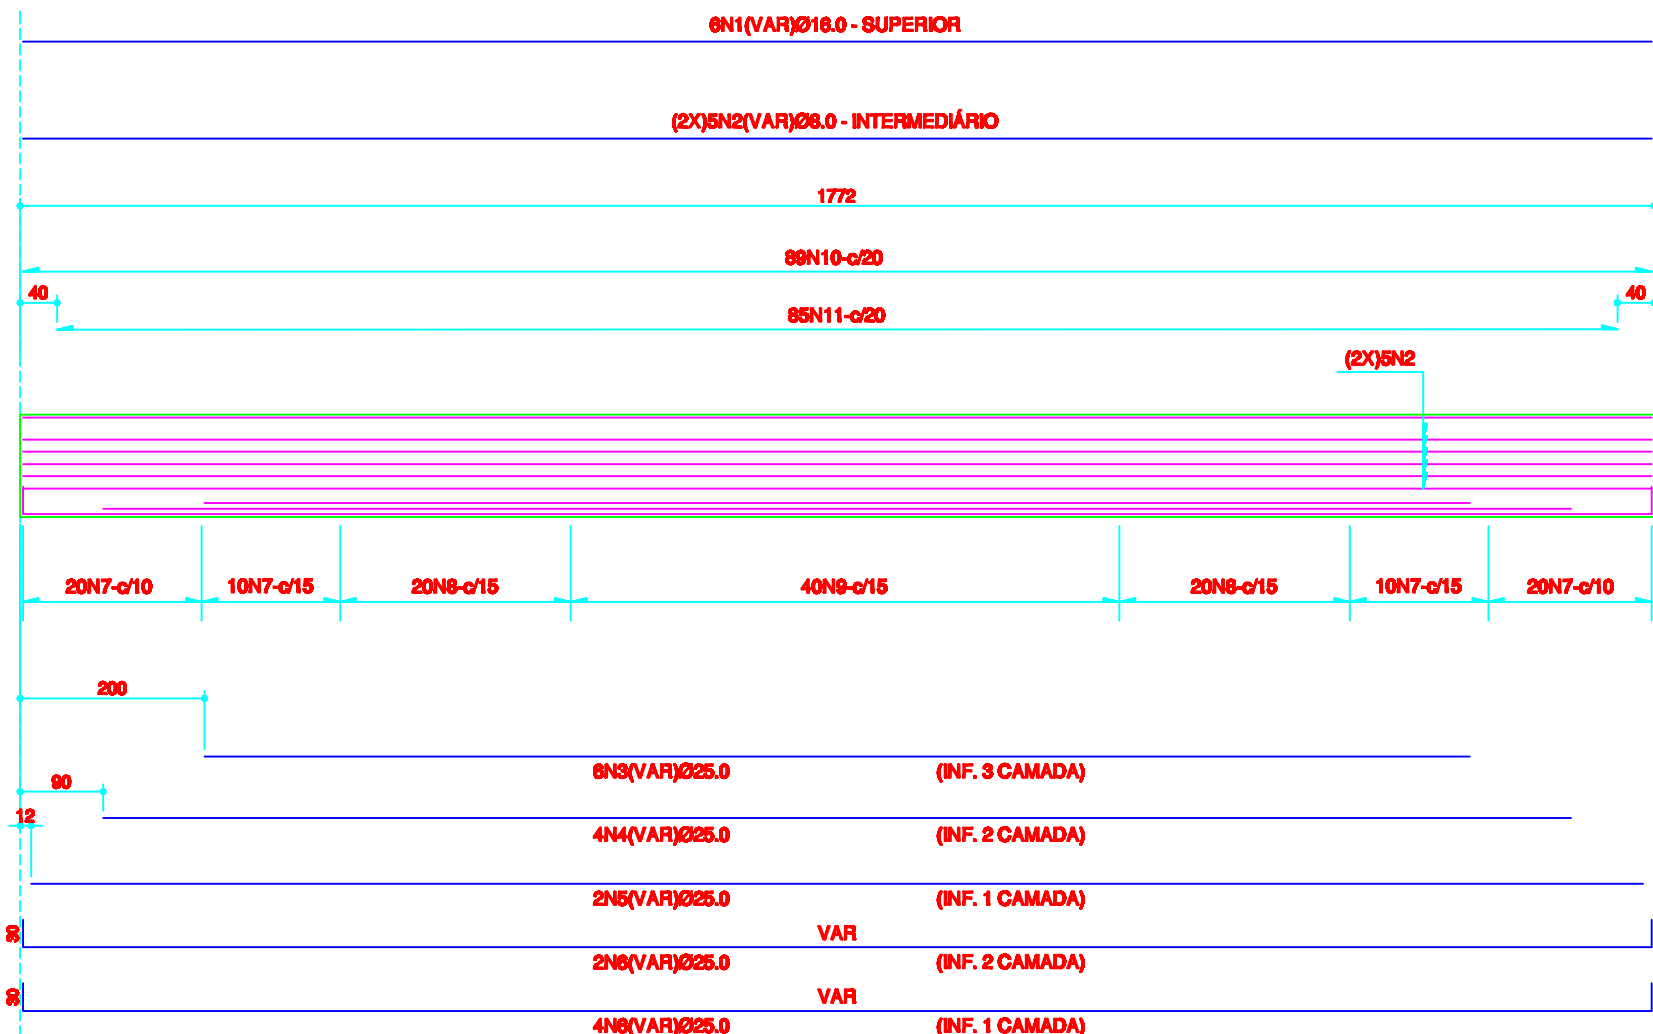 6N1(VAR)Ø16.0 - SUPERIOR
(2X)5N2(VAR)Ø8.0 - INTERMEDIÁRIO
1772
89N10-c/20
40
40
85N11-c/20
(2X)5N2
20N7-c/10
10N7-c/15
20N8-c/15
40N9-c/15
20N8-c/15
10N7-c/15
20N7-c/10
200
6N3(VAR)Ø25.0 (INF. 3 CAMADA)
90
12
4N4(VAR)Ø25.0 (INF. 2 CAMADA)
2N5(VAR)Ø25.0 (INF. 1 CAMADA)
30
VAR
2N6(VAR)Ø25.0 (INF. 2 CAMADA)
30
VAR
4N6(VAR)Ø25.0 (INF. 1 CAMADA)